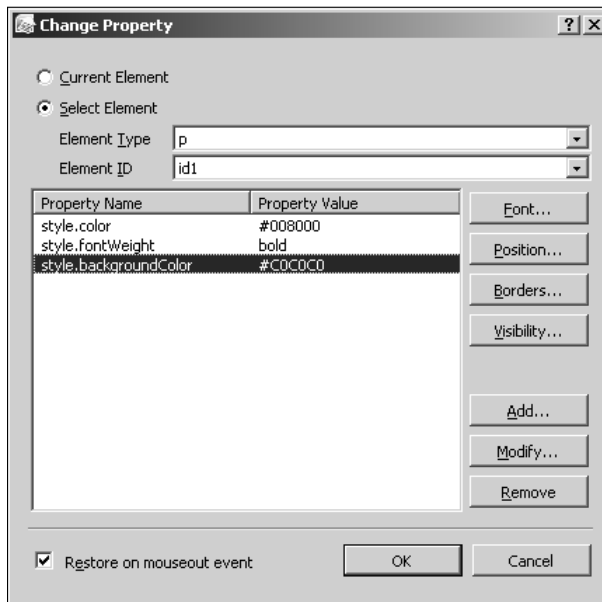 Change Property
Current Element
Select Element
Element Type p
Element ID id1
Property Name Property Value
style.color #008000
style.fontWeight bold
style.backgroundColor #C0C0C0
Font...
Position...
Borders...
Visibility...
Add...
Modify...
Remove
Restore on mouseout event
OK
Cancel